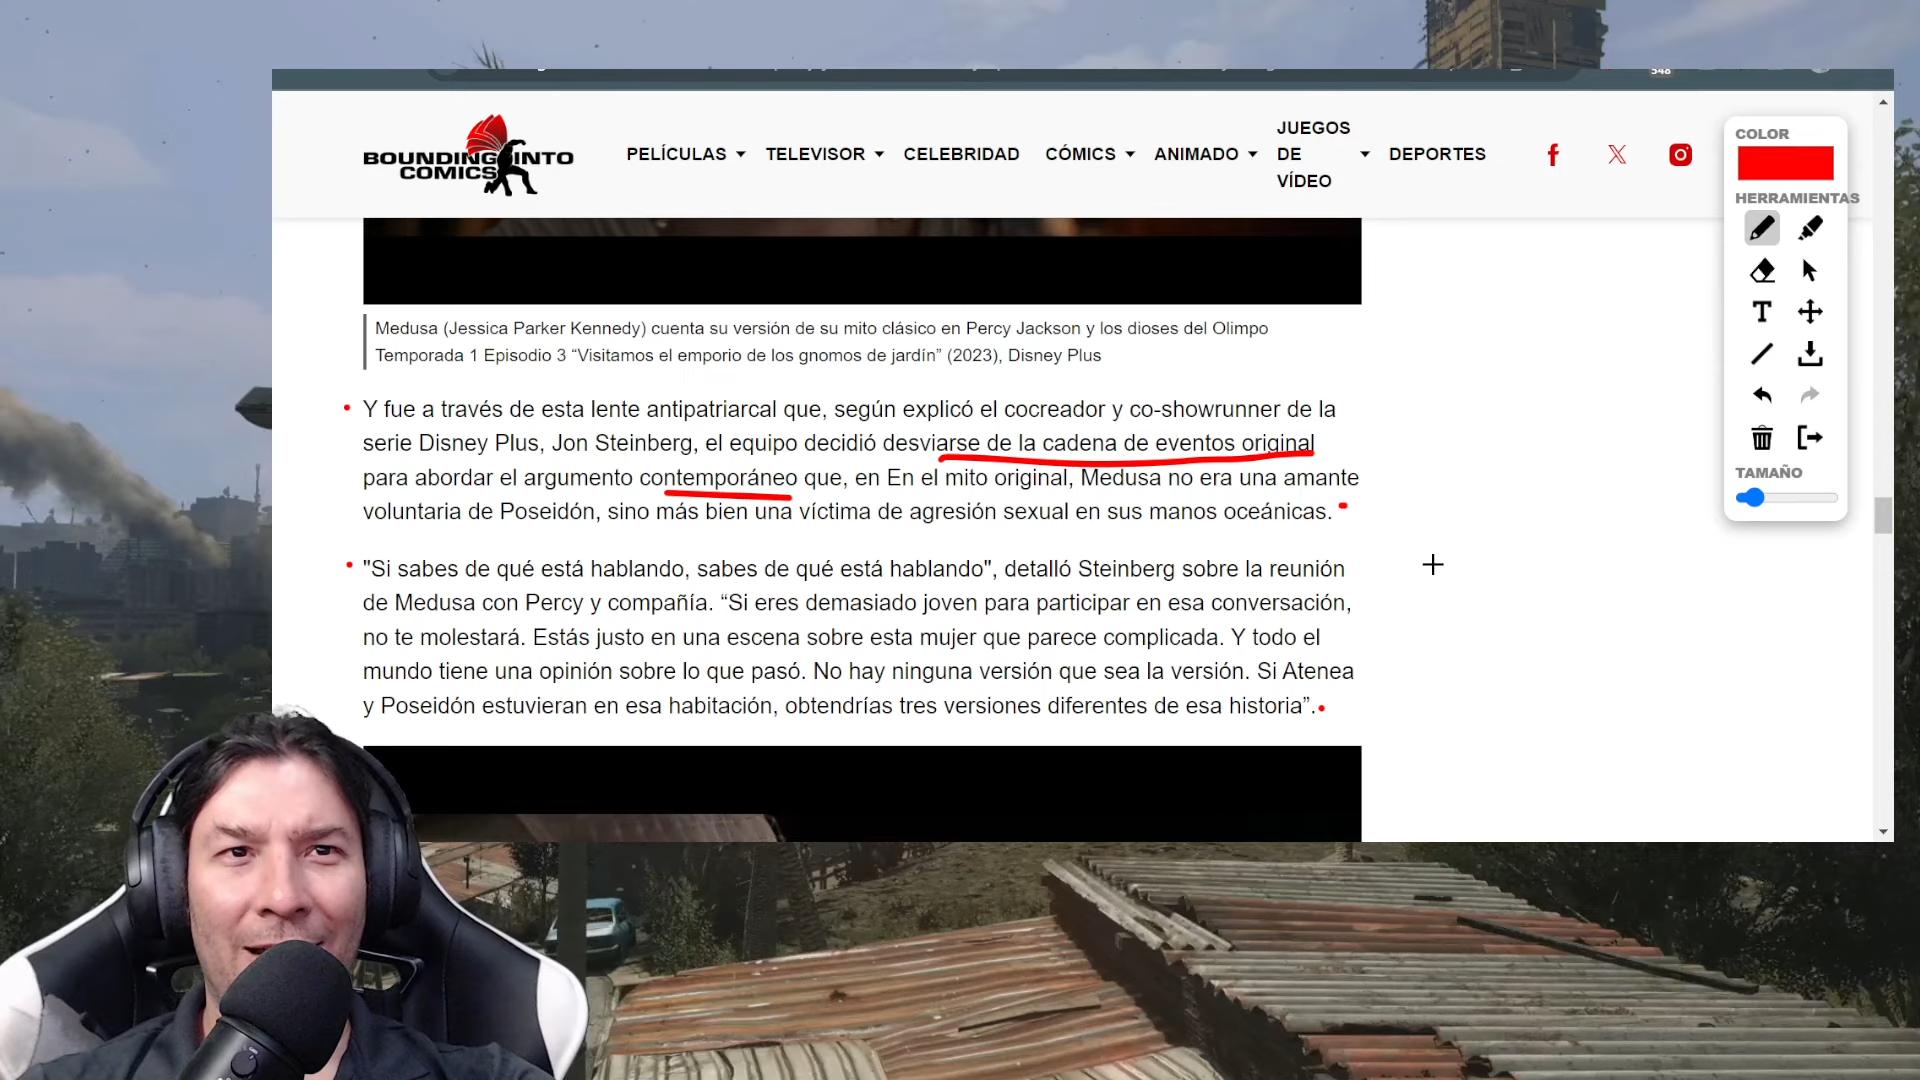 548
BOUNDING INTO
COMICS
PELÍCULAS
TELEVISOR
CELEBRIDAD
CÓMICS
ANIMADO
JUEGOS
DE
VÍDEO
DEPORTES
COLOR
HERRAMIENTAS
T
TAMAÑO
Medusa (Jessica Parker Kennedy) cuenta su versión de su mito clásico en Percy Jackson y los dioses del Olimpo
Temporada 1 Episodio 3 “Visitamos el emporio de los gnomos de jardín” (2023), Disney Plus
Y fue a través de esta lente antipatriarcal que, según explicó el cocreador y co-showrunner de la
serie Disney Plus, Jon Steinberg, el equipo decidió desviarse de la cadena de eventos original
para abordar el argumento contemporáneo que, en En el mito original, Medusa no era una amante
voluntaria de Poseidón, sino más bien una víctima de agresión sexual en sus manos oceánicas.
"Si sabes de qué está hablando, sabes de qué está hablando", detalló Steinberg sobre la reunión
de Medusa con Percy y compañía. “Si eres demasiado joven para participar en esa conversación,
no te molestará. Estás justo en una escena sobre esta mujer que parece complicada. Y todo el
mundo tiene una opinión sobre lo que pasó. No hay ninguna versión que sea la versión. Si Atenea
y Poseidón estuvieran en esa habitación, obtendrías tres versiones diferentes de esa historia”.